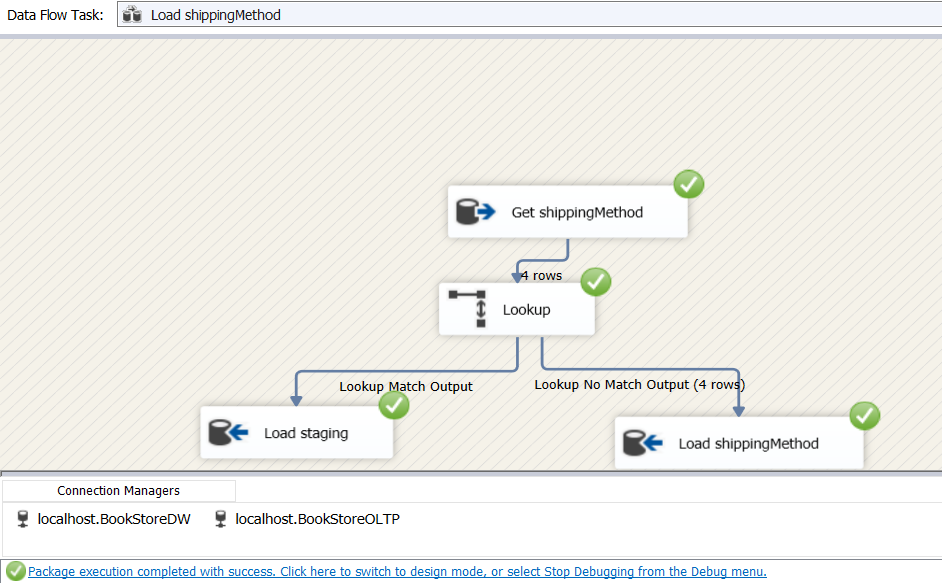 Data Flow Task: Load shippingMethod
Get shippingMethod
4 rows
Lookup
Lookup Match Output
Lookup No Match Output (4 rows)
Load staging
Load shippingMethod
Connection Managers
localhost.BookStoreDW localhost.BookStoreOLTP
Package execution completed with success. Click here to switch to design mode, or select Stop Debugging from the Debug menu.